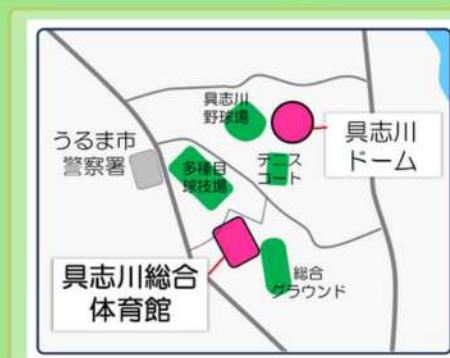 具志川
野球場
具志川
ドーム
うるま市
警察署
多種目
球技場
テニス
コート
具志川総合
体育館
総合
グラウンド